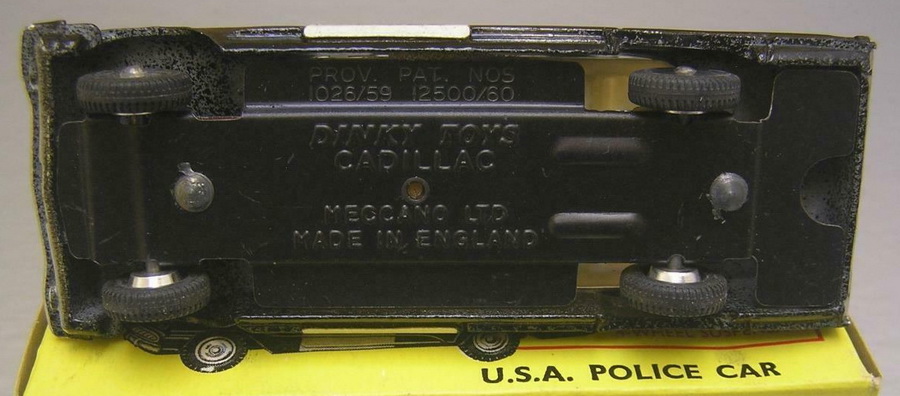 PROV. PAT. NOS
1026/59 12500/60
DINKY TOYS
CADILLAC
MECCANO LTD
MADE IN ENGLAND
U.S.A. POLICE CAR